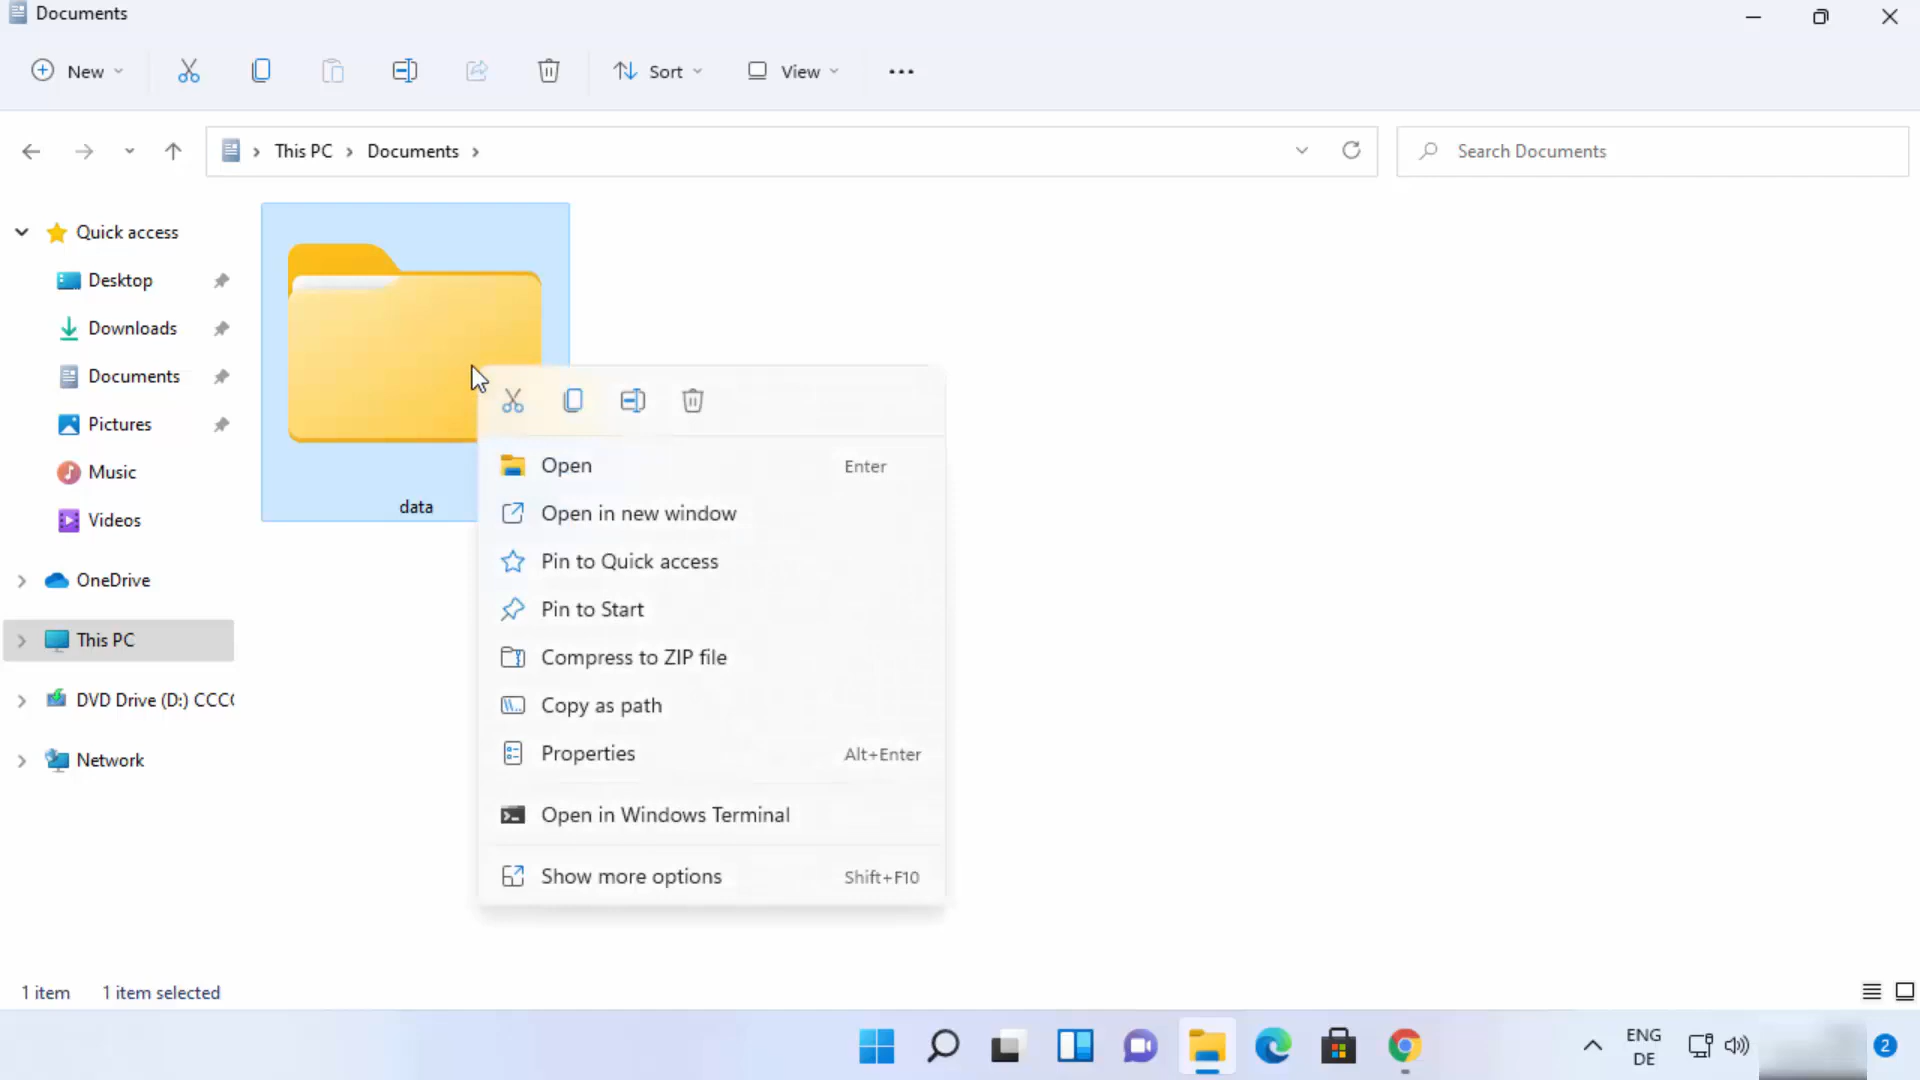 Documents
New
Sort
View
This PC
Documents
Search Documents
Quick access
Desktop
Downloads
Documents
Pictures
Music
Videos
OneDrive
This PC
DVD Drive (D:) CCC
Network
data
Open Enter
Open in new window
Pin to Quick access
Pin to Start
Compress to ZIP file
Copy as path
Properties Alt+Enter
Open in Windows Terminal
Show more options Shift+F10
1 item 1 item selected
ENG
DE
2